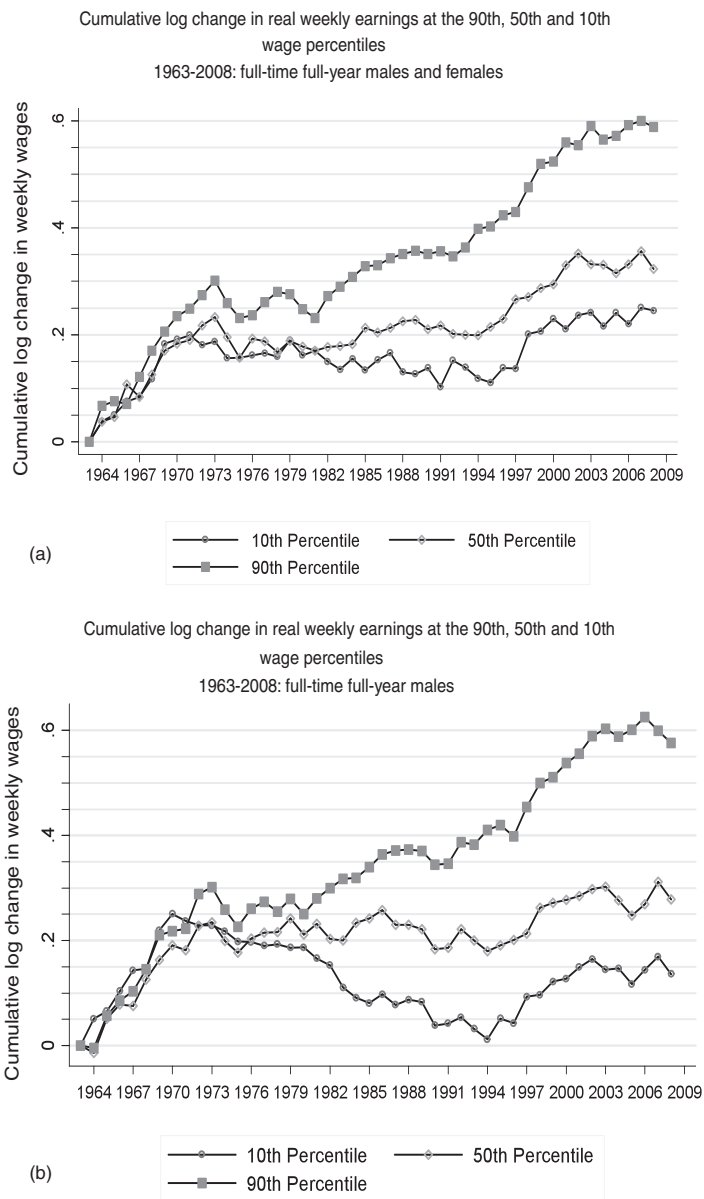 Cumulative log change in real weekly earnings at the 90th, 50th and 10th
wage percentiles
1963-2008: full-time full-year males and females
Cumulative log change in weekly wages
.6
.4
.2
0
1964 1967 1970 1973 1976 1979 1982 1985 1988 1991 1994 1997 2000 2003 2006 2009
10th Percentile 50th Percentile
90th Percentile
(a)
Cumulative log change in real weekly earnings at the 90th, 50th and 10th
wage percentiles
1963-2008: full-time full-year males
Cumulative log change in weekly wages
.6
.4
.2
0
1964 1967 1970 1973 1976 1979 1982 1985 1988 1991 1994 1997 2000 2003 2006 2009
10th Percentile 50th Percentile
90th Percentile
(b)